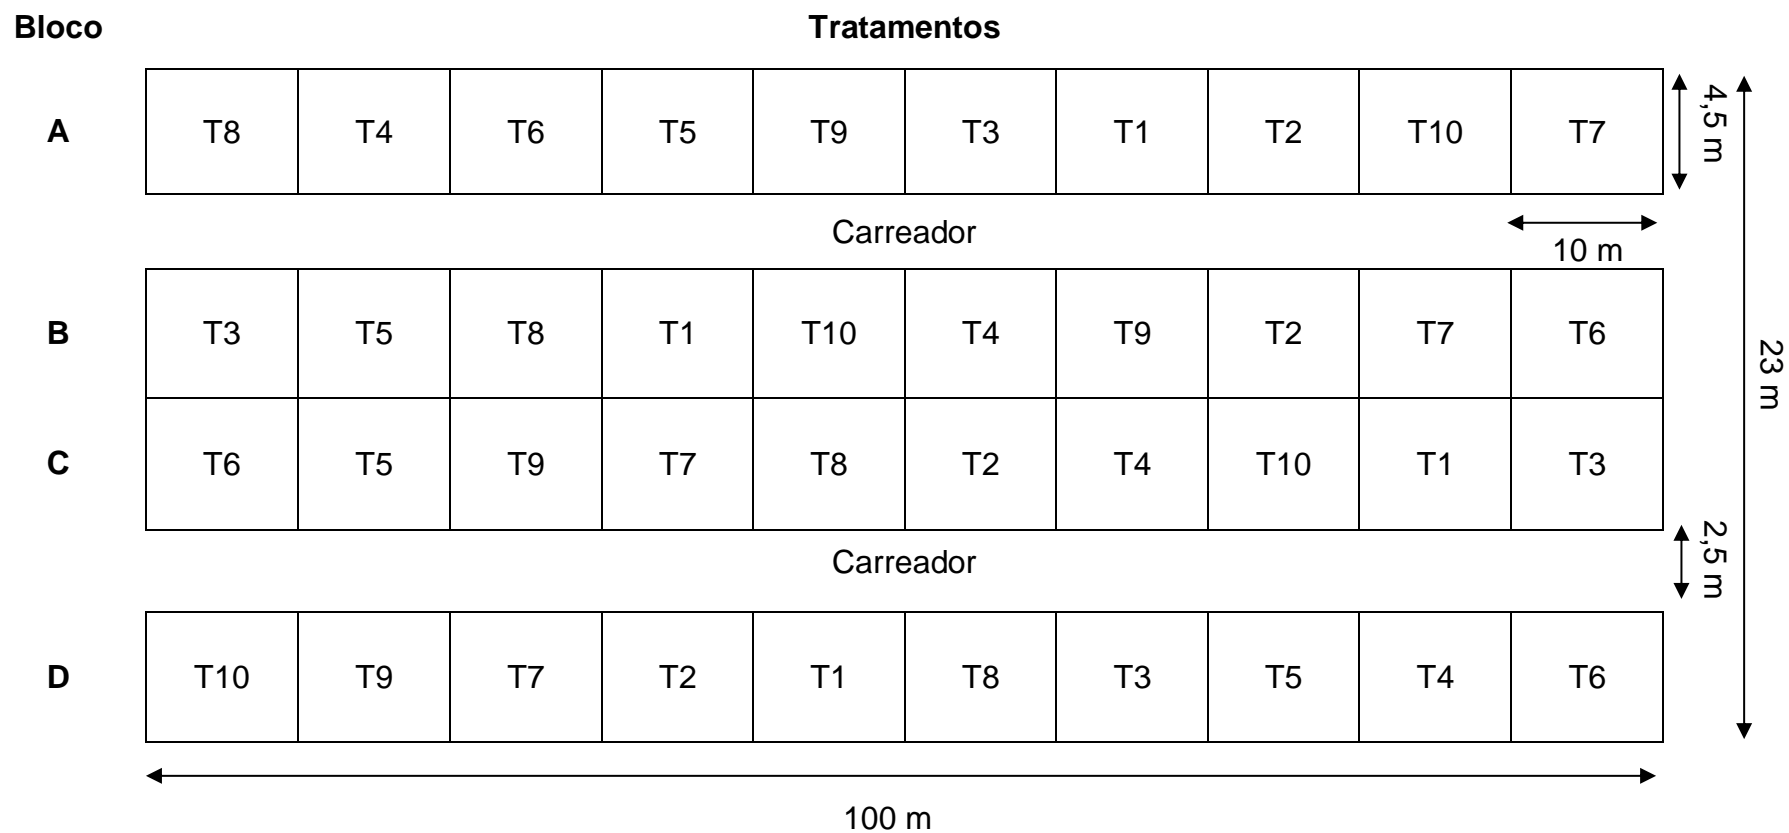 Bloco Tratamentos
A T8 T4 T6 T5 T9 T3 T1 T2 T10 T7 4,5 m
Carreador
10 m
B T3 T5 T8 T1 T10 T4 T9 T2 T7 T6
23 m
C T6 T5 T9 T7 T8 T2 T4 T10 T1 T3
Carreador 2,5 m
D T10 T9 T7 T2 T1 T8 T3 T5 T4 T6
100 m